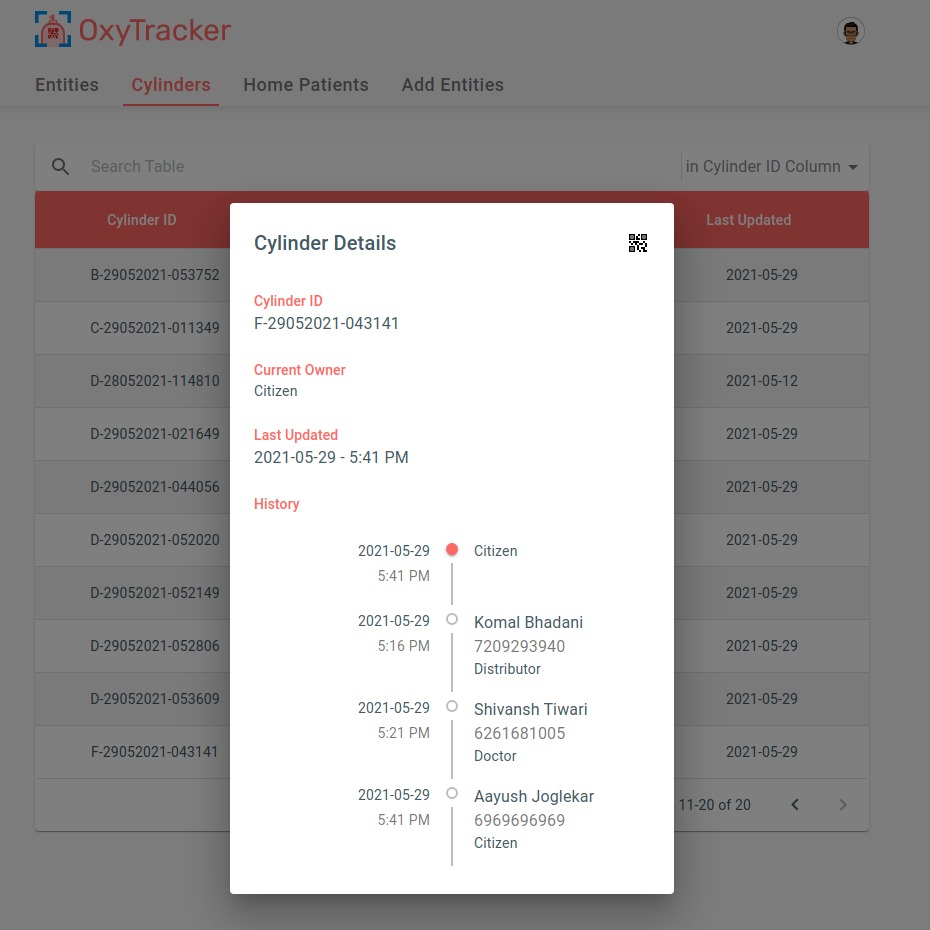 OxyTracker
Entities Cylinders Home Patients Add Entities
Search Table in Cylinder ID Column
Cylinder ID Last Updated
B-29052021-053752 2021-05-29
C-29052021-011349 2021-05-29
D-28052021-114810 2021-05-12
D-29052021-021649 2021-05-29
D-29052021-044056 2021-05-29
D-29052021-052020 2021-05-29
D-29052021-052149 2021-05-29
D-29052021-052806 2021-05-29
D-29052021-053609 2021-05-29
F-29052021-043141 2021-05-29
11-20 of 20
Cylinder Details
Cylinder ID
F-29052021-043141
Current Owner
Citizen
Last Updated
2021-05-29 - 5:41 PM
History
2021-05-29 Citizen
5:41 PM
2021-05-29 Komal Bhadani
5:16 PM 7209293940
Distributor
2021-05-29 Shivansh Tiwari
5:21 PM 6261681005
Doctor
2021-05-29 Aayush Joglekar
5:41 PM 6969696969
Citizen